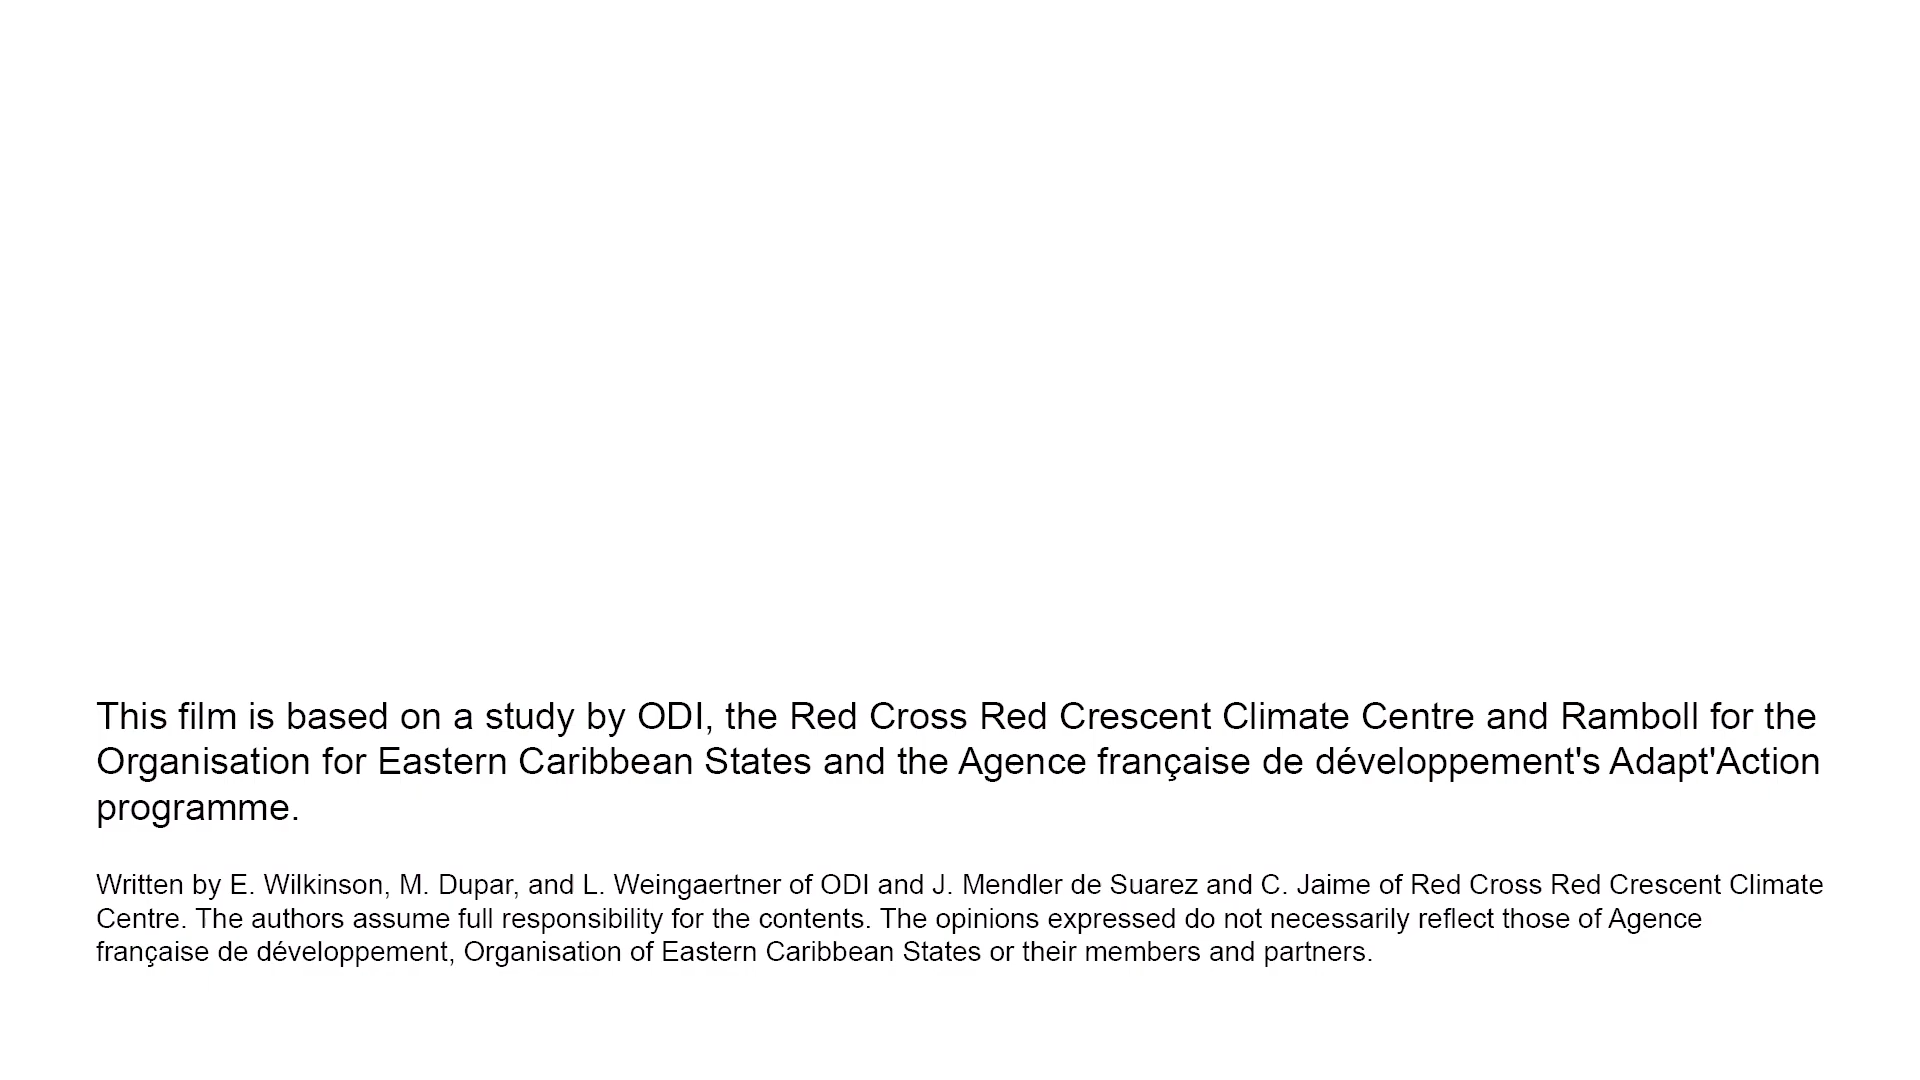 This film is based on a study by ODI, the Red Cross Red Crescent Climate Centre and Ramboll for the
Organisation for Eastern Caribbean States and the Agence française de développement's Adapt'Action
programme.
Written by E. Wilkinson, M. Dupar, and L. Weingaertner of ODI and J. Mendler de Suarez and C. Jaime of Red Cross Red Crescent Climate
Centre. The authors assume full responsibility for the contents. The opinions expressed do not necessarily reflect those of Agence
française de développement, Organisation of Eastern Caribbean States or their members and partners.